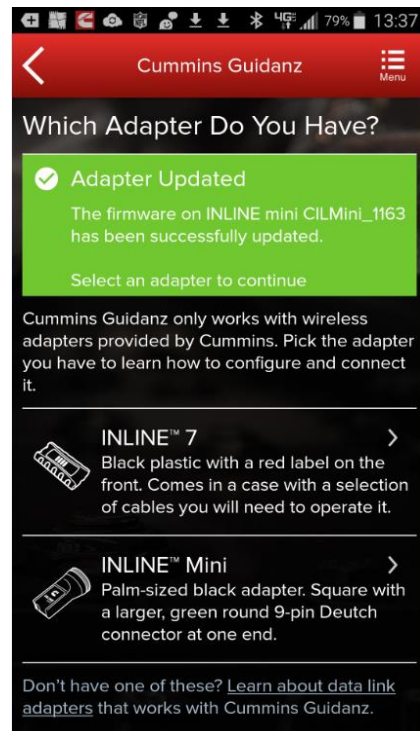 4G 79% 13:37
Cummins Guidanz
Menu
Which Adapter Do You Have?
Adapter Updated
The firmware on INLINE mini CILMini_1163
has been successfully updated.
Select an adapter to continue
Cummins Guidanz only works with wireless
adapters provided by Cummins. Pick the adapter
you have to learn how to configure and connect
it.
INLINE™ 7
Black plastic with a red label on the
front. Comes in a case with a selection
of cables you will need to operate it.
INLINE™ Mini
Palm-sized black adapter. Square with
a larger, green round 9-pin Deutch
connector at one end.
Don't have one of these? Learn about data link
adapters that works with Cummins Guidanz.